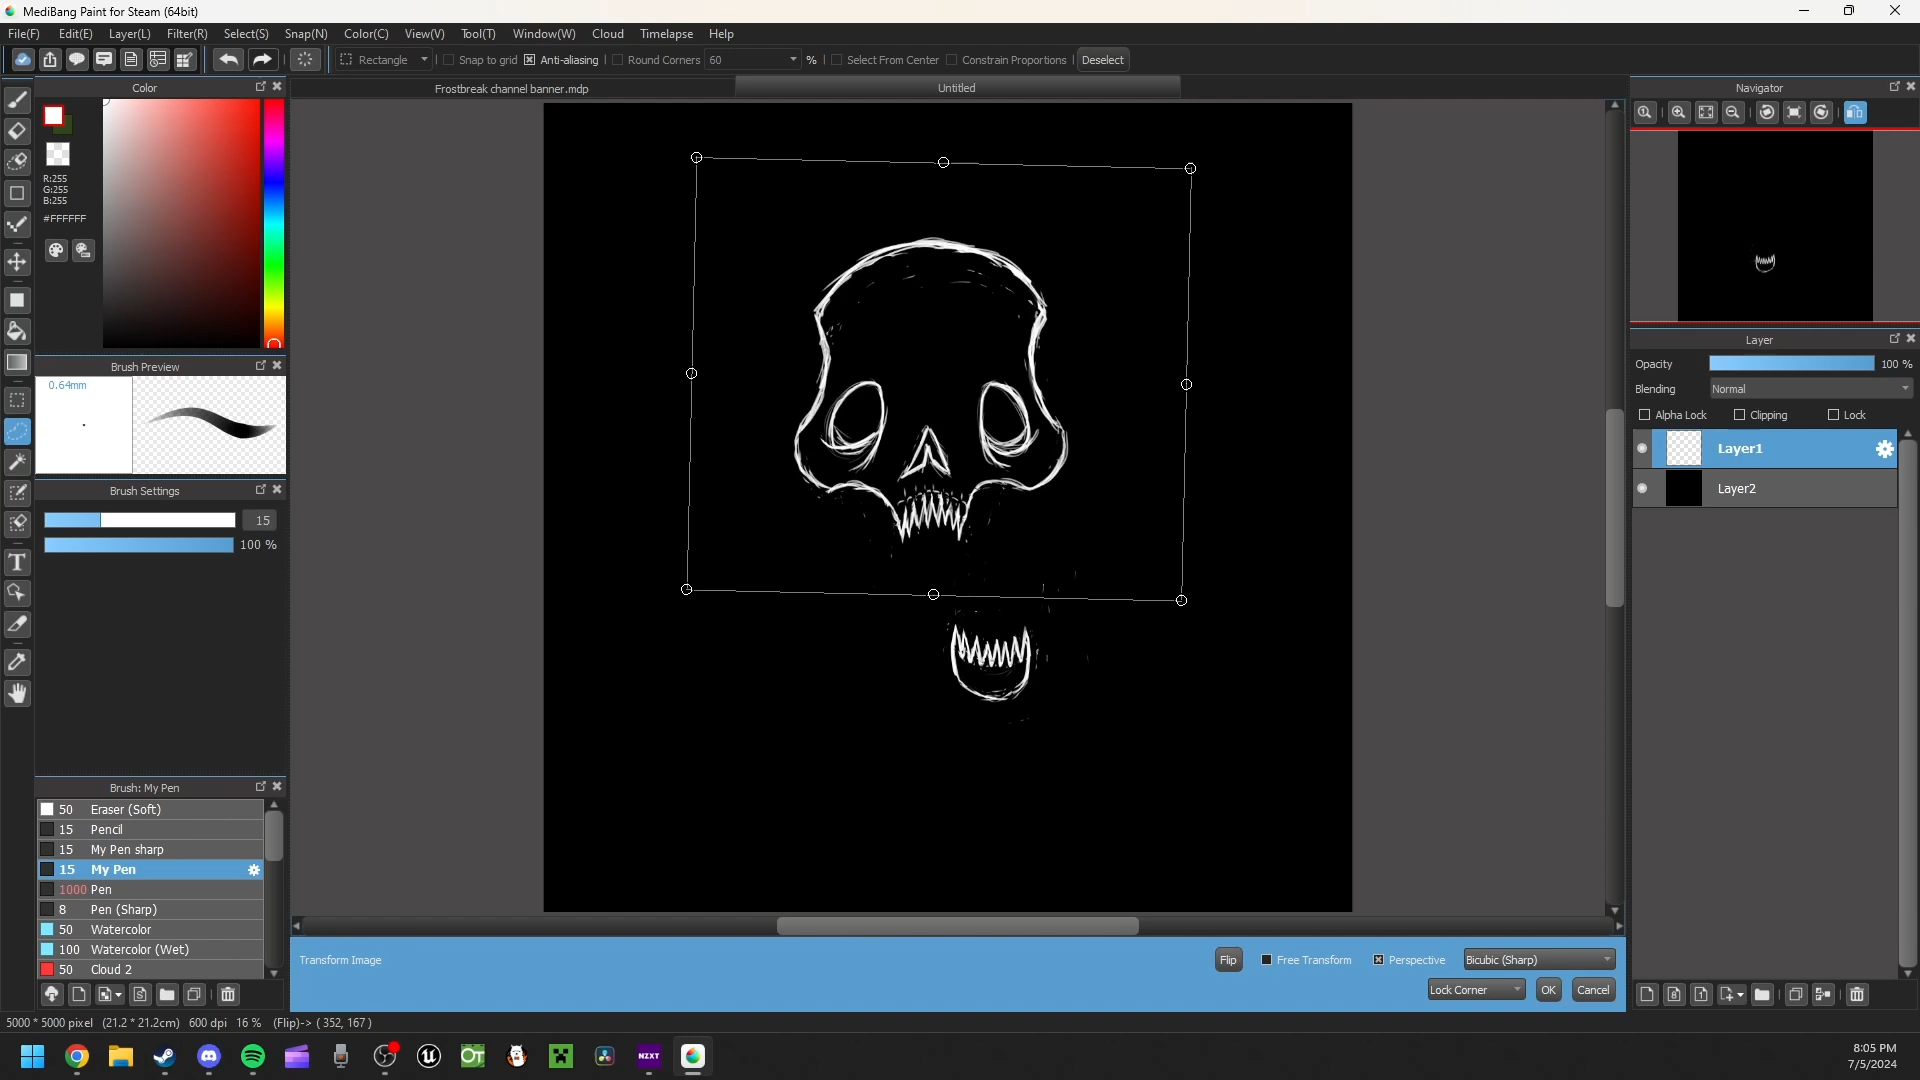 MediBang Paint for Steam (64bit)
File(F) Edit(E) Layer(L) Filter(R) Select(S) Snap(N) Color(C) View(V) Tool(T) Window(W) Cloud Timelapse Help
Rectangle Snap to grid Anti-aliasing Round Corners 60 % Select From Center Constrain Proportions Deselect
Color
Frostbreak channel banner.mdp
Untitled
Navigator
R:255
G:255
B:255
#FFFFFF
Brush Preview
0.64mm
Brush Settings
15
100 %
Brush: My Pen
50 Eraser (Soft)
15 Pencil
15 My Pen sharp
15 My Pen
1000 Pen
8 Pen (Sharp)
50 Watercolor
100 Watercolor (Wet)
50 Cloud 2
Layer
Opacity 100 %
Blending Normal
Alpha Lock Clipping Lock
Layer1
Layer2
Transform Image
Flip Free Transform Perspective Bicubic (Sharp)
Lock Corner OK Cancel
5000 * 5000 pixel (21.2 * 21.2cm) 600 dpi 16 % (Flip)-> ( 352, 167 )
OT
NZXT
8:05 PM
7/5/2024